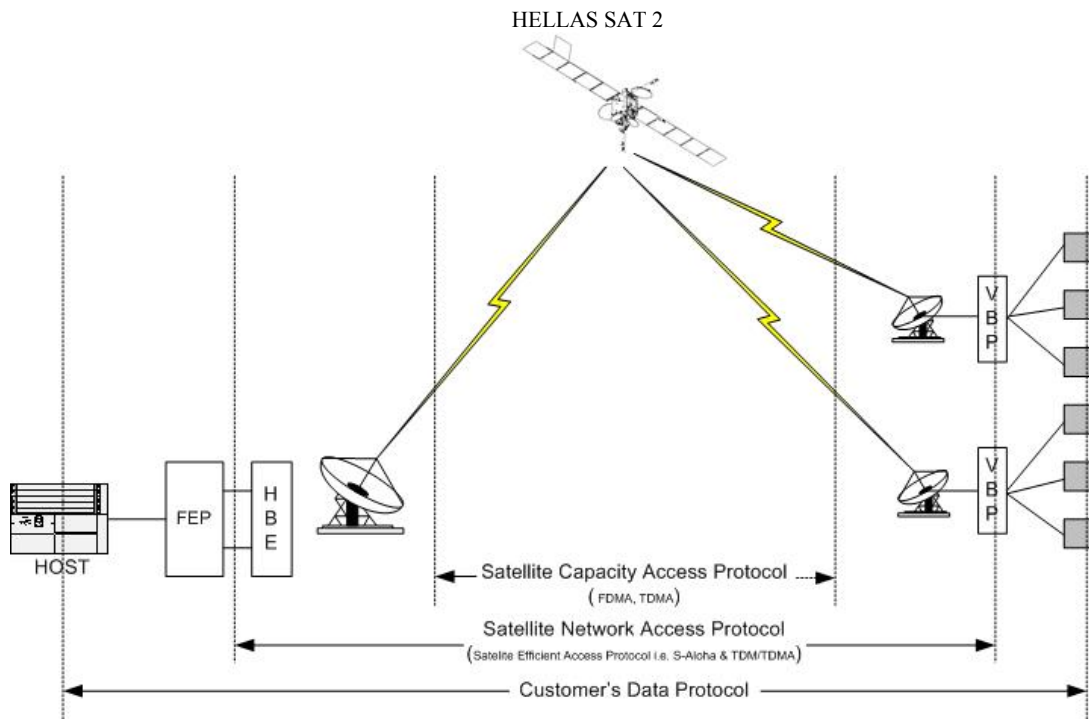 HELLAS SAT 2
V
B
P
V
B
P
H
B
E
FEP
HOST
Satellite Capacity Access Protocol
( FDMA, TDMA)
Satellite Network Access Protocol
(Satelite Efficient Access Protocol i.e. S-Aloha & TDM/TDMA)
Customer's Data Protocol